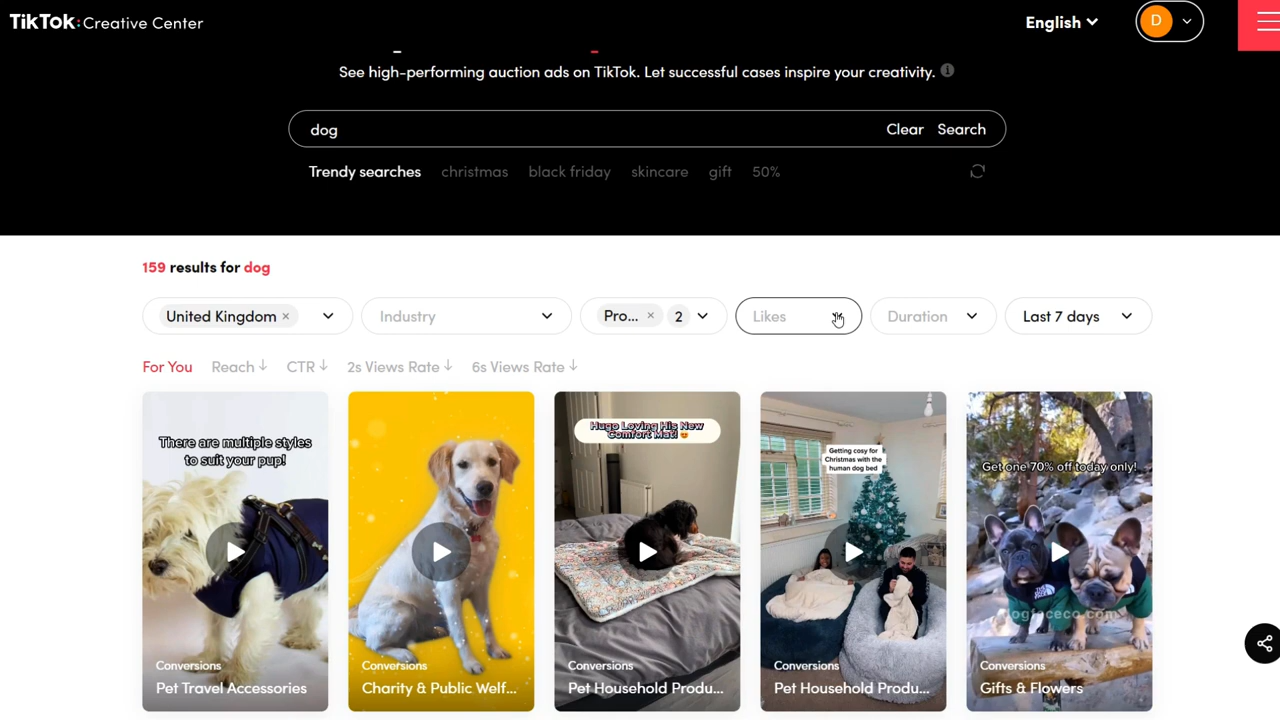 TikTok: Creative Center
English
D
See high-performing auction ads on TikTok. Let successful cases inspire your creativity.
dog
Clear
Search
Trendy searches
christmas
black friday
skincare
gift
50%
159 results for dog
United Kingdom ×
Industry
Pro... ×
2
Likes
Duration
Last 7 days
For You
Reach
CTR
2s Views Rate
6s Views Rate
There are multiple styles
to suit your pup!
Conversions
Pet Travel Accessories
Conversions
Charity & Public Welf...
Hugo Loving His New
Comfort Mat!
Conversions
Pet Household Produ...
Getting cosy for
Christmas with the
human dog bed
Conversions
Pet Household Produ...
Get one 70% off today only!
Conversions
Gifts & Flowers